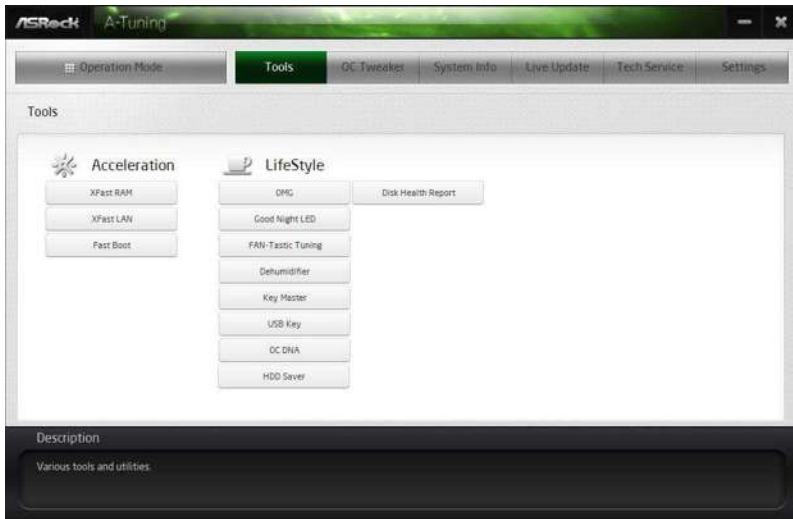 ASRock A-Tuning
Operation Mode Tools OC Tweaker System Info Live Update Tech Service Settings
Tools
Acceleration
XFast RAM
XFast LAN
Fast Boot
LifeStyle
OMG
Good Night LED
FAN-Tastic Tuning
Dehumidifier
Key Master
USB Key
OC DNA
HDD Saver
Disk Health Report
Description
Various tools and utilities.